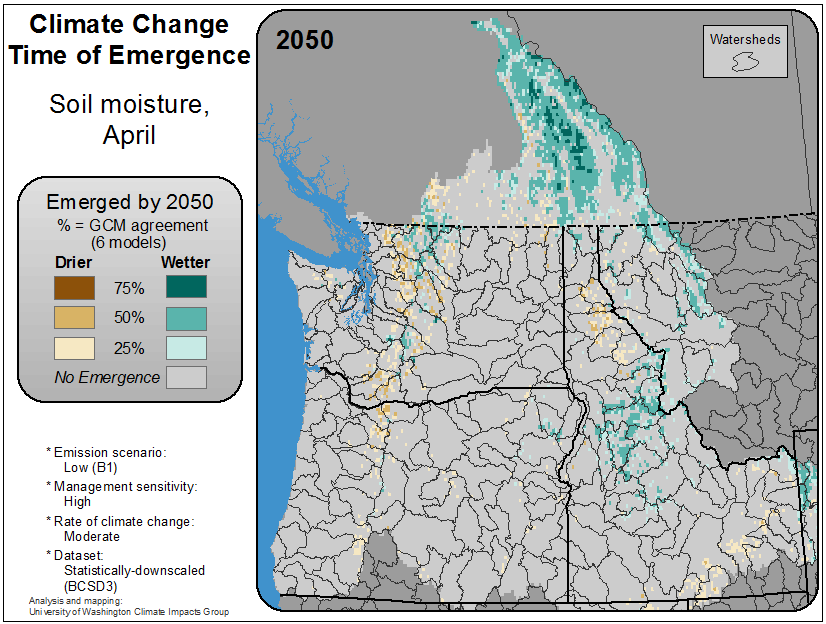 Climate Change
Time of Emergence
Soil moisture,
April
Emerged by 2050
% = GCM agreement
(6 models)
Drier Wetter
75%
50%
25%
No Emergence
* Emission scenario:
Low (B1)
* Management sensitivity:
High
* Rate of climate change:
Moderate
* Dataset:
Statistically-downscaled
(BCSD3)
Analysis and mapping:
University of Washington Climate Impacts Group
2050
Watersheds